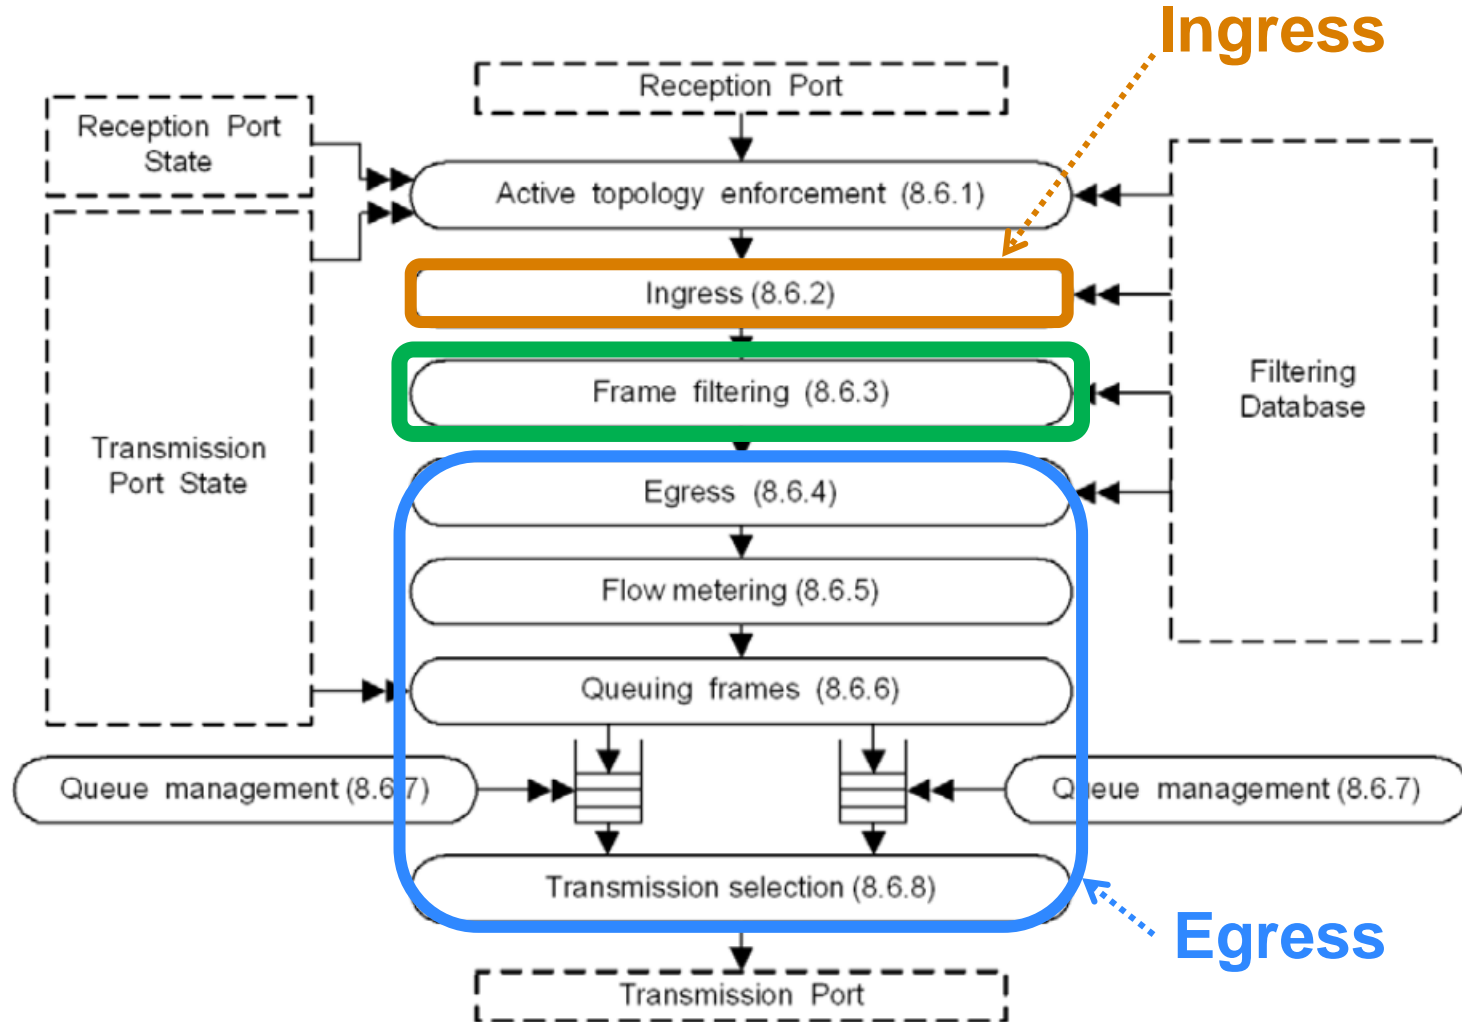 Ingress
Reception Port
Reception Port
State
Active topology enforcement (8.6.1)
Ingress (8.6.2)
Frame filtering (8.6.3)
Filtering
Database
Transmission
Port State
Egress (8.6.4)
Flow metering (8.6.5)
Queuing frames (8.6.6)
Queue management (8.6.7)
Queue management (8.6.7)
Transmission selection (8.6.8)
Egress
Transmission Port